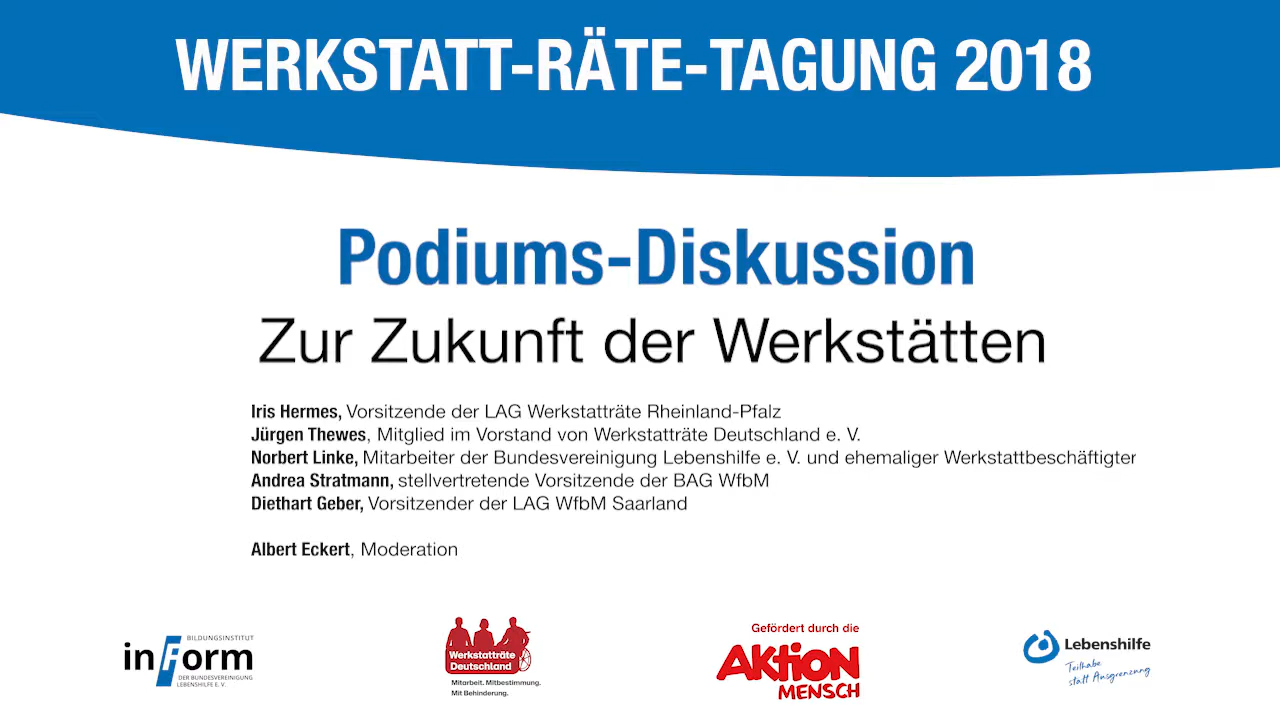 WERKSTATT-RÄTE-TAGUNG 2018
Podiums-Diskussion
Zur Zukunft der Werkstätten
Iris Hermes, Vorsitzende der LAG Werkstatträte Rheinland-Pfalz
Jürgen Thewes, Mitglied im Vorstand von Werkstatträte Deutschland e. V.
Norbert Linke, Mitarbeiter der Bundesvereinigung Lebenshilfe e. V. und ehemaliger Werkstattbeschäftigter
Andrea Stratmann, stellvertretende Vorsitzende der BAG WfbM
Diethart Geber, Vorsitzender der LAG WfbM Saarland
Albert Eckert, Moderation
BILDUNGSINSTITUT
inForm
DER BUNDESVEREINIGUNG
LEBENSHILFE E. V.
Werkstatträte
Deutschland
Mitarbeit. Mitbestimmung.
Mit Behinderung.
Gefördert durch die
AKTION
MENSCH
Lebenshilfe
Teilhabe
statt Ausgrenzung